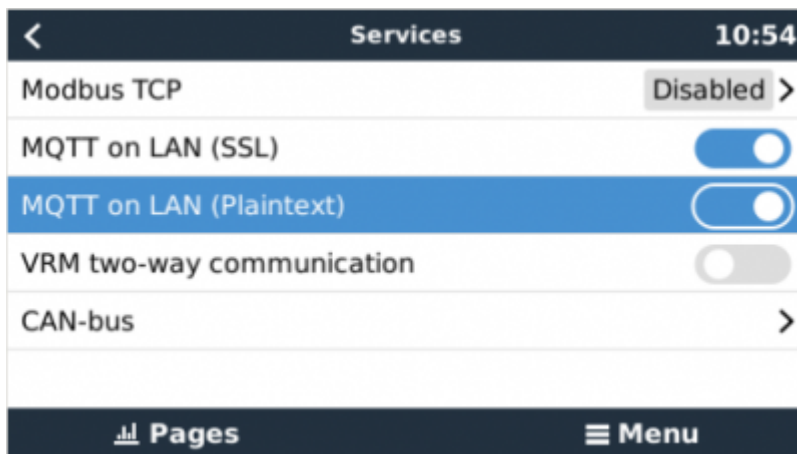 Services 10:54
Modbus TCP Disabled
MQTT on LAN (SSL)
MQTT on LAN (Plaintext)
VRM two-way communication
CAN-bus
Pages Menu